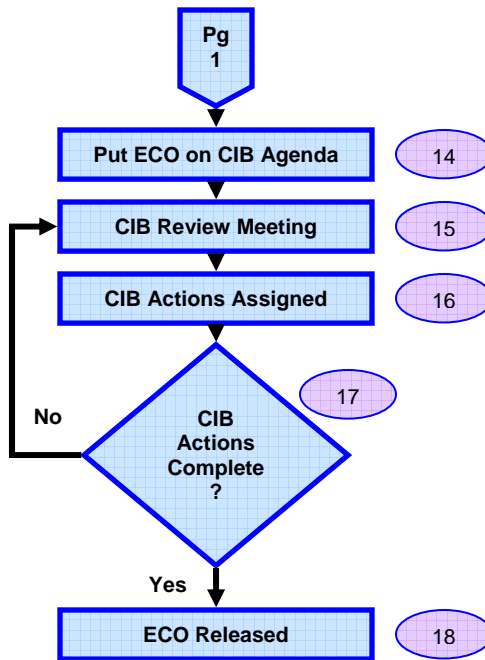 Pg
1
Put ECO on CIB Agenda
14
CIB Review Meeting
15
CIB Actions Assigned
16
17
No
CIB
Actions
Complete
?
Yes
ECO Released
18